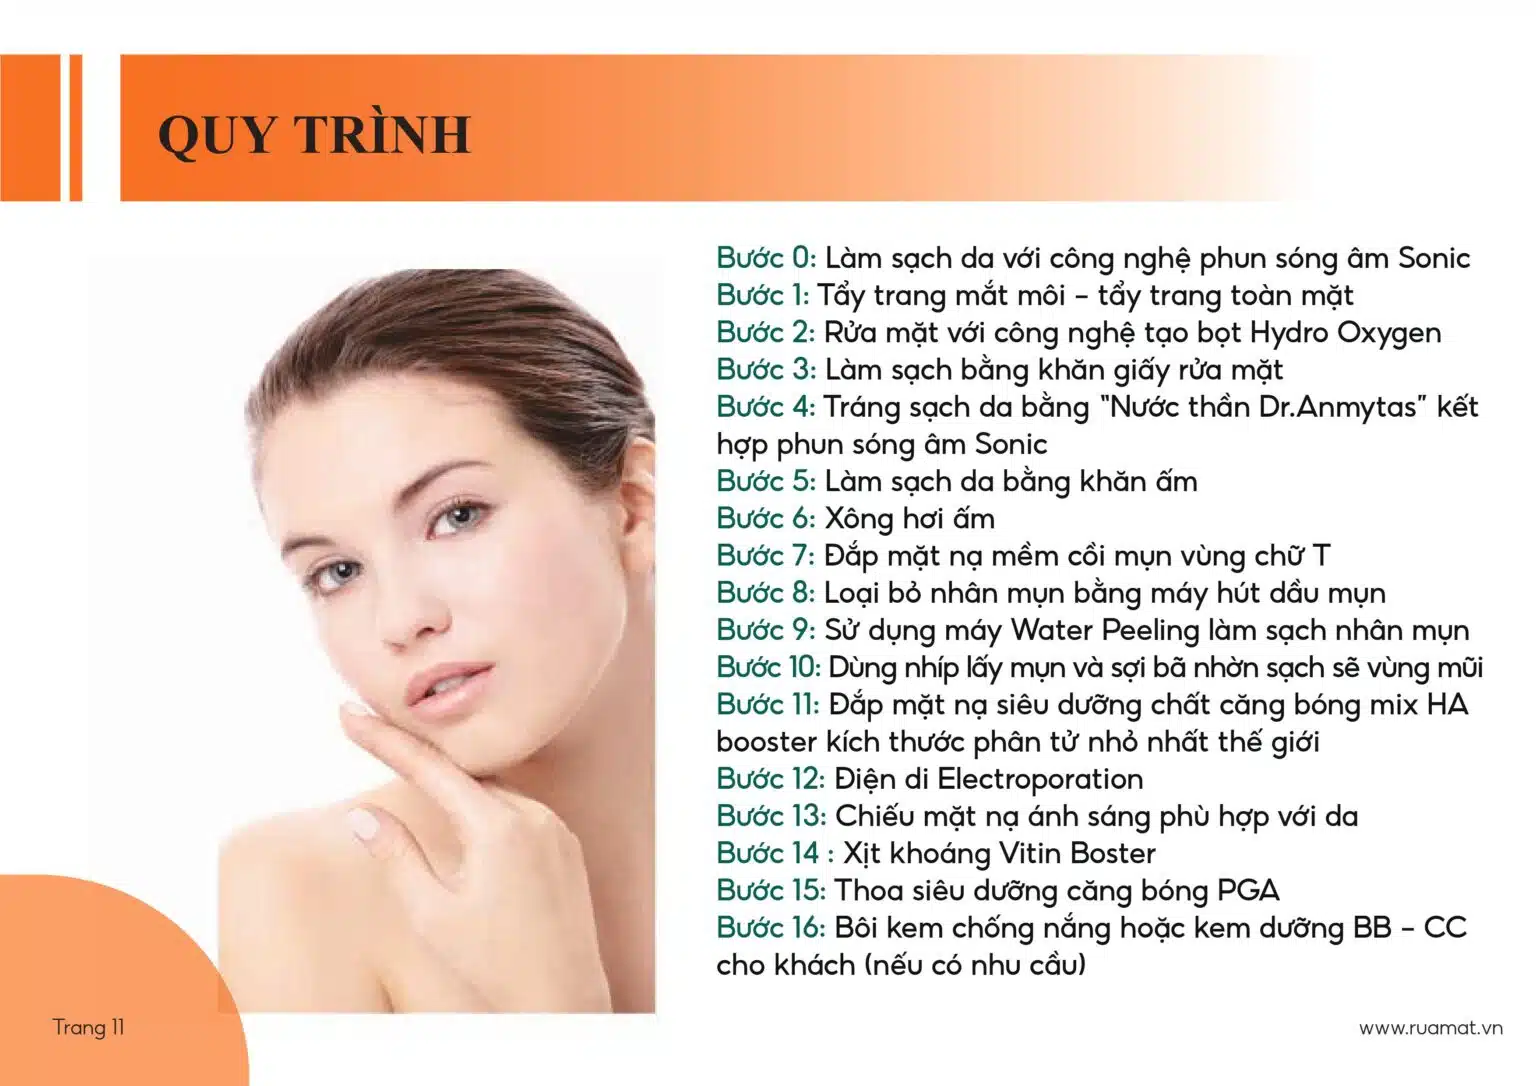 QUY TRÌNH
Bước 0: Làm sạch da với công nghệ phun sóng âm Sonic
Bước 1: Tẩy trang mắt môi - tẩy trang toàn mặt
Bước 2: Rửa mặt với công nghệ tạo bọt Hydro Oxygen
Bước 3: Làm sạch bằng khăn giấy rửa mặt
Bước 4: Tráng sạch da bằng "Nước thần Dr.Anmytas" kết
hợp phun sóng âm Sonic
Bước 5: Làm sạch da bằng khăn ấm
Bước 6: Xông hơi ấm
Bước 7: Đắp mặt nạ mềm cồi mụn vùng chữ T
Bước 8: Loại bỏ nhân mụn bằng máy hút dầu mụn
Bước 9: Sử dụng máy Water Peeling làm sạch nhân mụn
Bước 10: Dùng nhíp lấy mụn và sợi bã nhờn sạch sẽ vùng mũi
Bước 11: Đắp mặt nạ siêu dưỡng chất căng bóng mix HA
booster kích thước phân tử nhỏ nhất thế giới
Bước 12: Điện di Electroporation
Bước 13: Chiếu mặt nạ ánh sáng phù hợp với da
Bước 14 : Xịt khoáng Vitin Boster
Bước 15: Thoa siêu dưỡng căng bóng PGA
Bước 16: Bôi kem chống nắng hoặc kem dưỡng BB - CC
cho khách (nếu có nhu cầu)
Trang 11
www.ruamat.vn